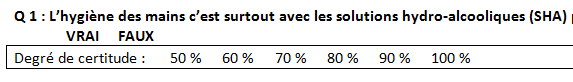 Q 1 : L’hygiène des mains c’est surtout avec les solutions hydro-alcooliques (SHA)
VRAI FAUX
Degré de certitude : 50 % 60 % 70 % 80 % 90 % 100 %